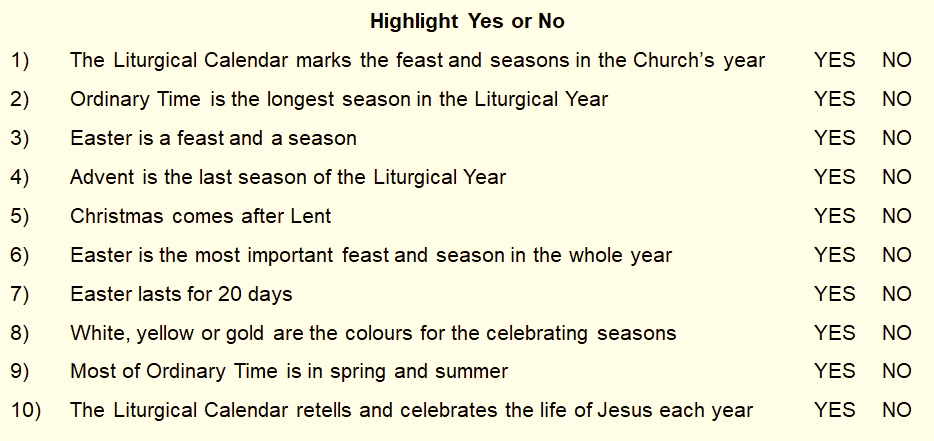 Highlight Yes or No
1) The Liturgical Calendar marks the feast and seasons in the Church’s year YES NO
2) Ordinary Time is the longest season in the Liturgical Year YES NO
3) Easter is a feast and a season YES NO
4) Advent is the last season of the Liturgical Year YES NO
5) Christmas comes after Lent YES NO
6) Easter is the most important feast and season in the whole year YES NO
7) Easter lasts for 20 days YES NO
8) White, yellow or gold are the colours for the celebrating seasons YES NO
9) Most of Ordinary Time is in spring and summer YES NO
10) The Liturgical Calendar retells and celebrates the life of Jesus each year YES NO